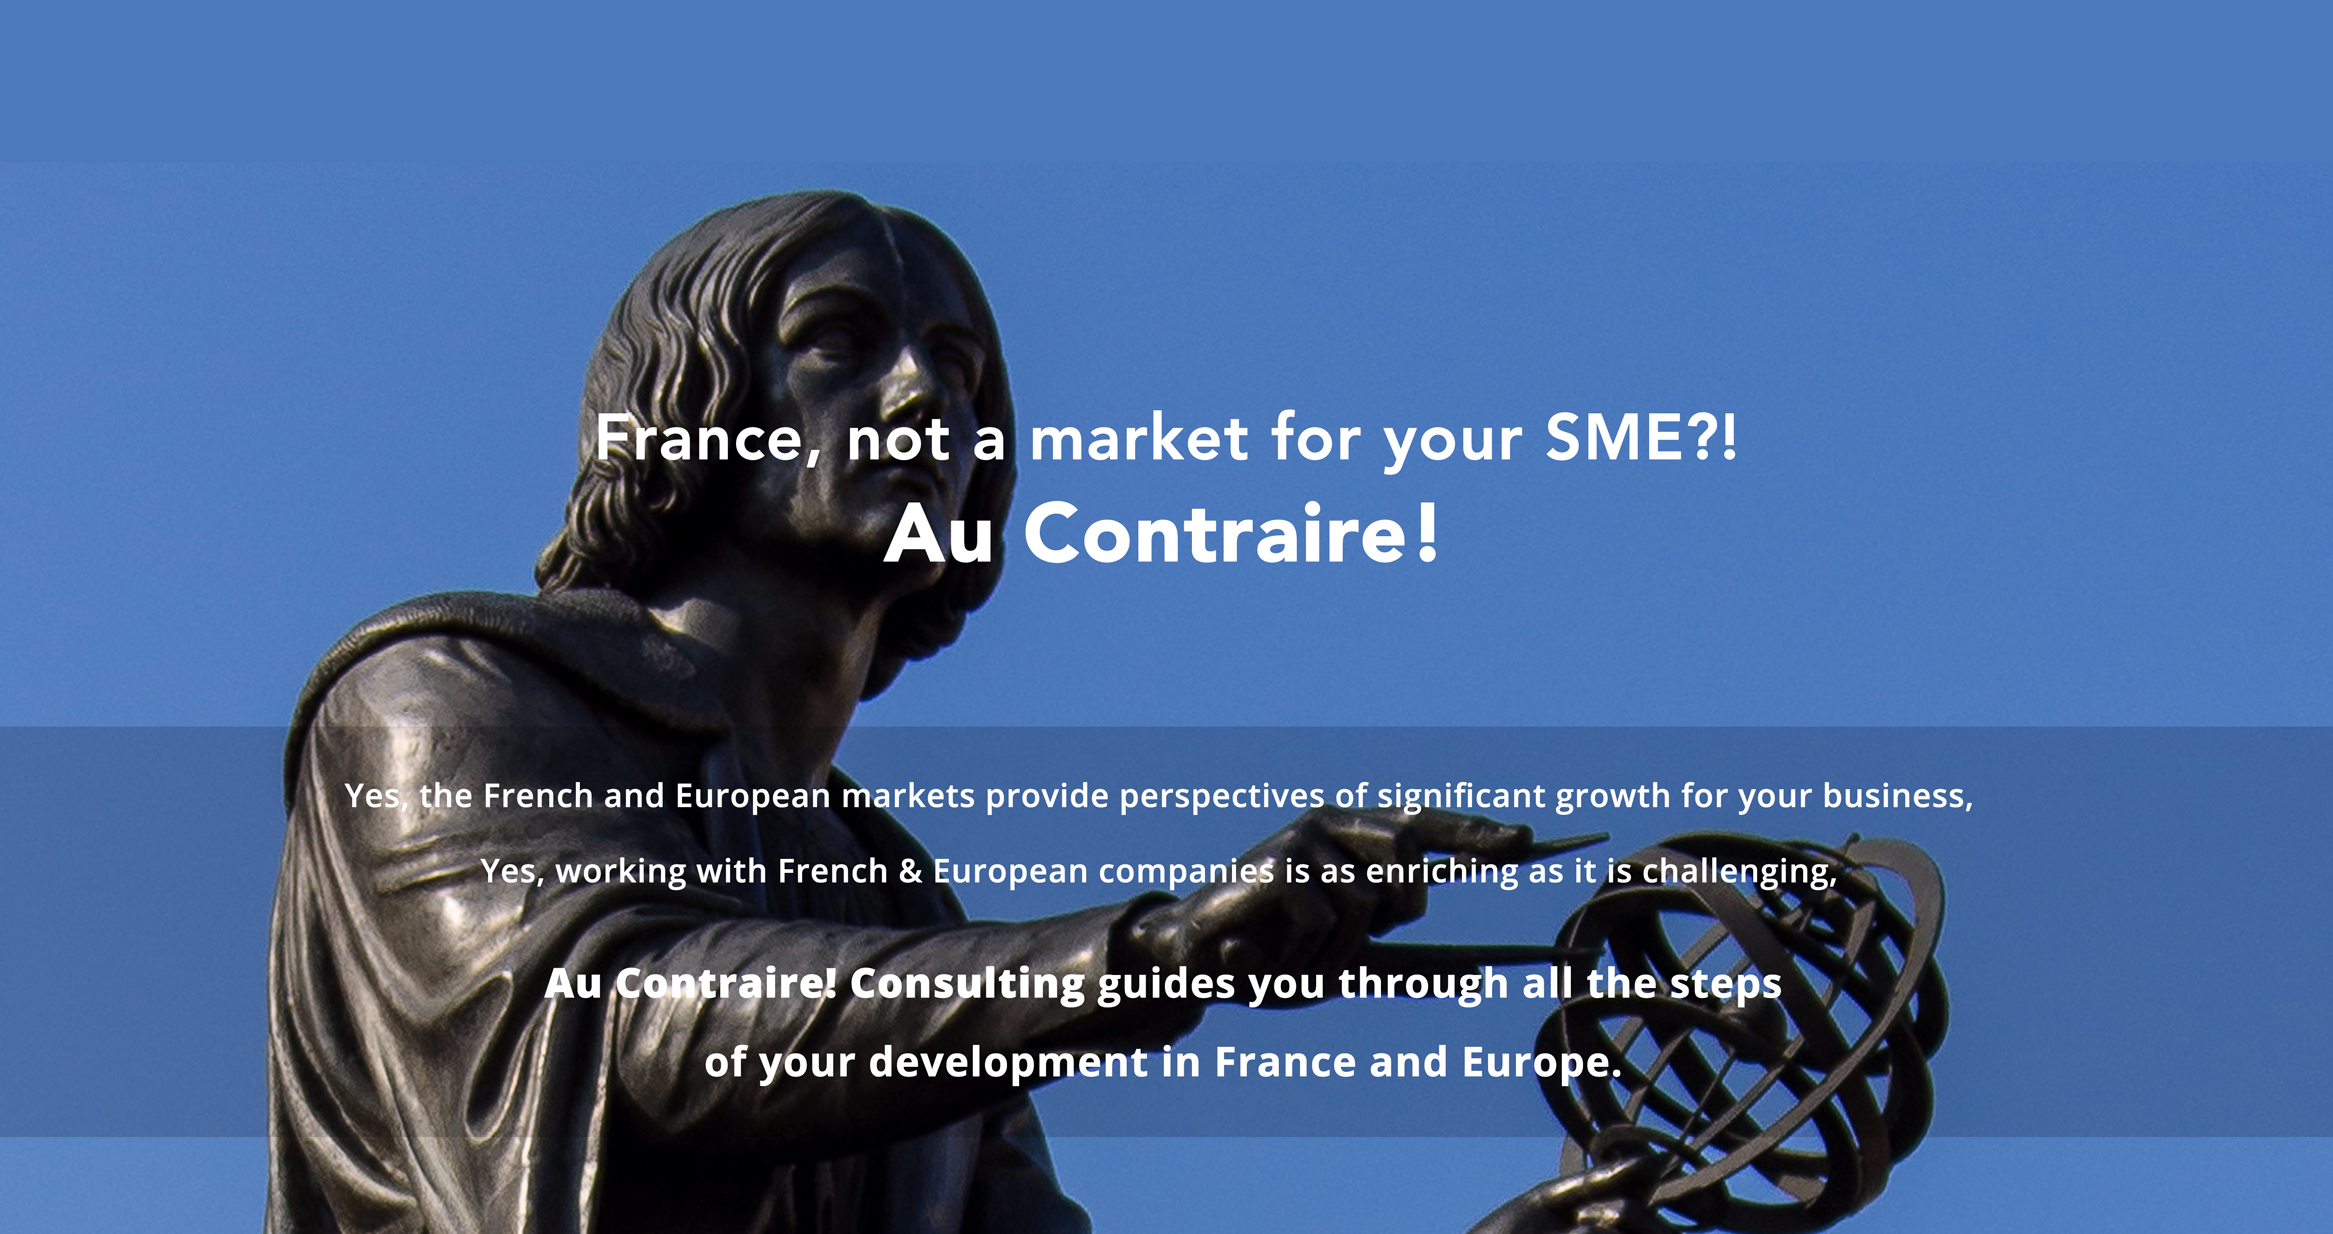 France, not a market for your SME?!
Au Contraire!
Yes, the French and European markets provide perspectives of significant growth for your business,
Yes, working with French & European companies is as enriching as it is challenging,
Au Contraire! Consulting guides you through all the steps
of your development in France and Europe.